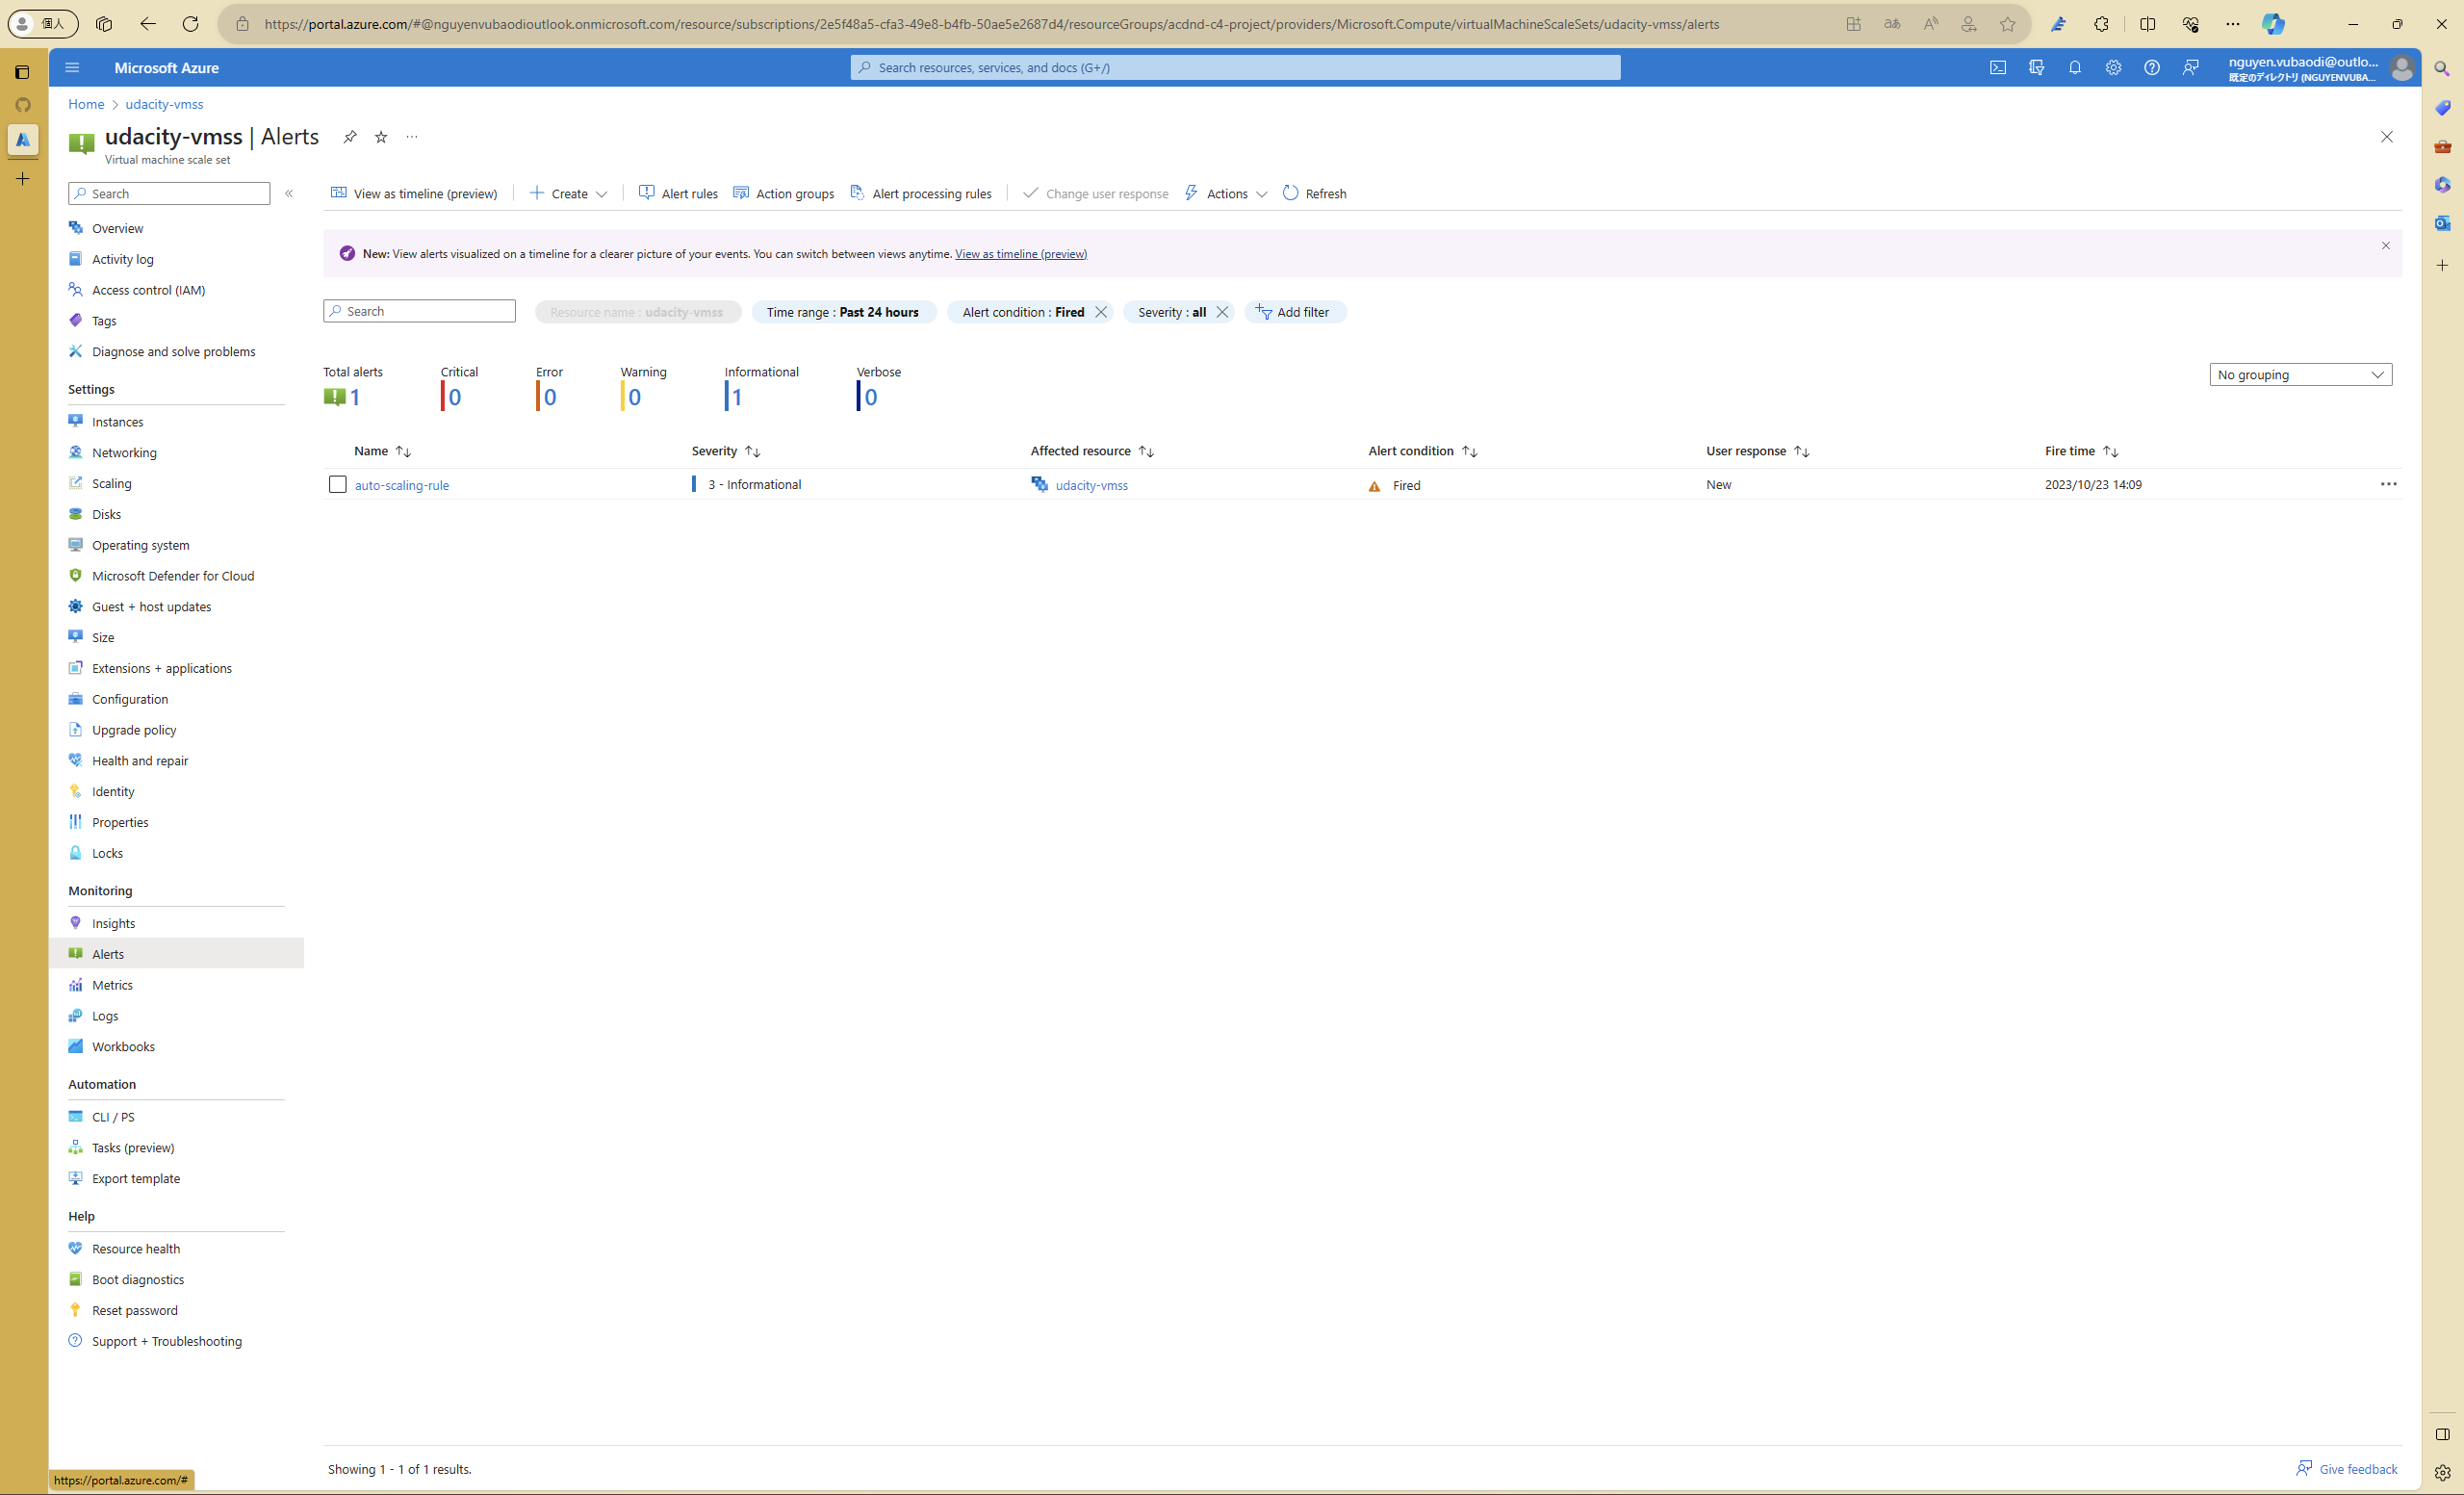 個人
https://portal.azure.com/#@nguyenvubaodioutlook.onmicrosoft.com/resource/subscriptions/2e5f48a5-cfa3-49e8-b4fb-50ae5e2687d4/resourceGroups/acdnd-c4-project/providers/Microsoft.Compute/virtualMachineScaleSets/udacity-vmss/alerts
Microsoft Azure
Search resources, services, and docs (G+/)
nguyen.vubaodi@outlo...
既定のディレクトリ (NGUYENVUBA...
Home > udacity-vmss
udacity-vmss | Alerts
Virtual machine scale set
Search
View as timeline (preview) Create Alert rules Action groups Alert processing rules Change user response Actions Refresh
New: View alerts visualized on a timeline for a clearer picture of your events. You can switch between views anytime. View as timeline (preview)
Search Resource name : udacity-vmss Time range : Past 24 hours Alert condition : Fired Severity : all Add filter
Total alerts Critical Error Warning Informational Verbose
1 0 0 0 1 0
No grouping
Name Severity Affected resource Alert condition User response Fire time
auto-scaling-rule 3 - Informational udacity-vmss Fired New 2023/10/23 14:09
Overview
Activity log
Access control (IAM)
Tags
Diagnose and solve problems
Settings
Instances
Networking
Scaling
Disks
Operating system
Microsoft Defender for Cloud
Guest + host updates
Size
Extensions + applications
Configuration
Upgrade policy
Health and repair
Identity
Properties
Locks
Monitoring
Insights
Alerts
Metrics
Logs
Workbooks
Automation
CLI / PS
Tasks (preview)
Export template
Help
Resource health
Boot diagnostics
Reset password
Support + Troubleshooting
Showing 1 - 1 of 1 results.
Give feedback
https://portal.azure.com/#